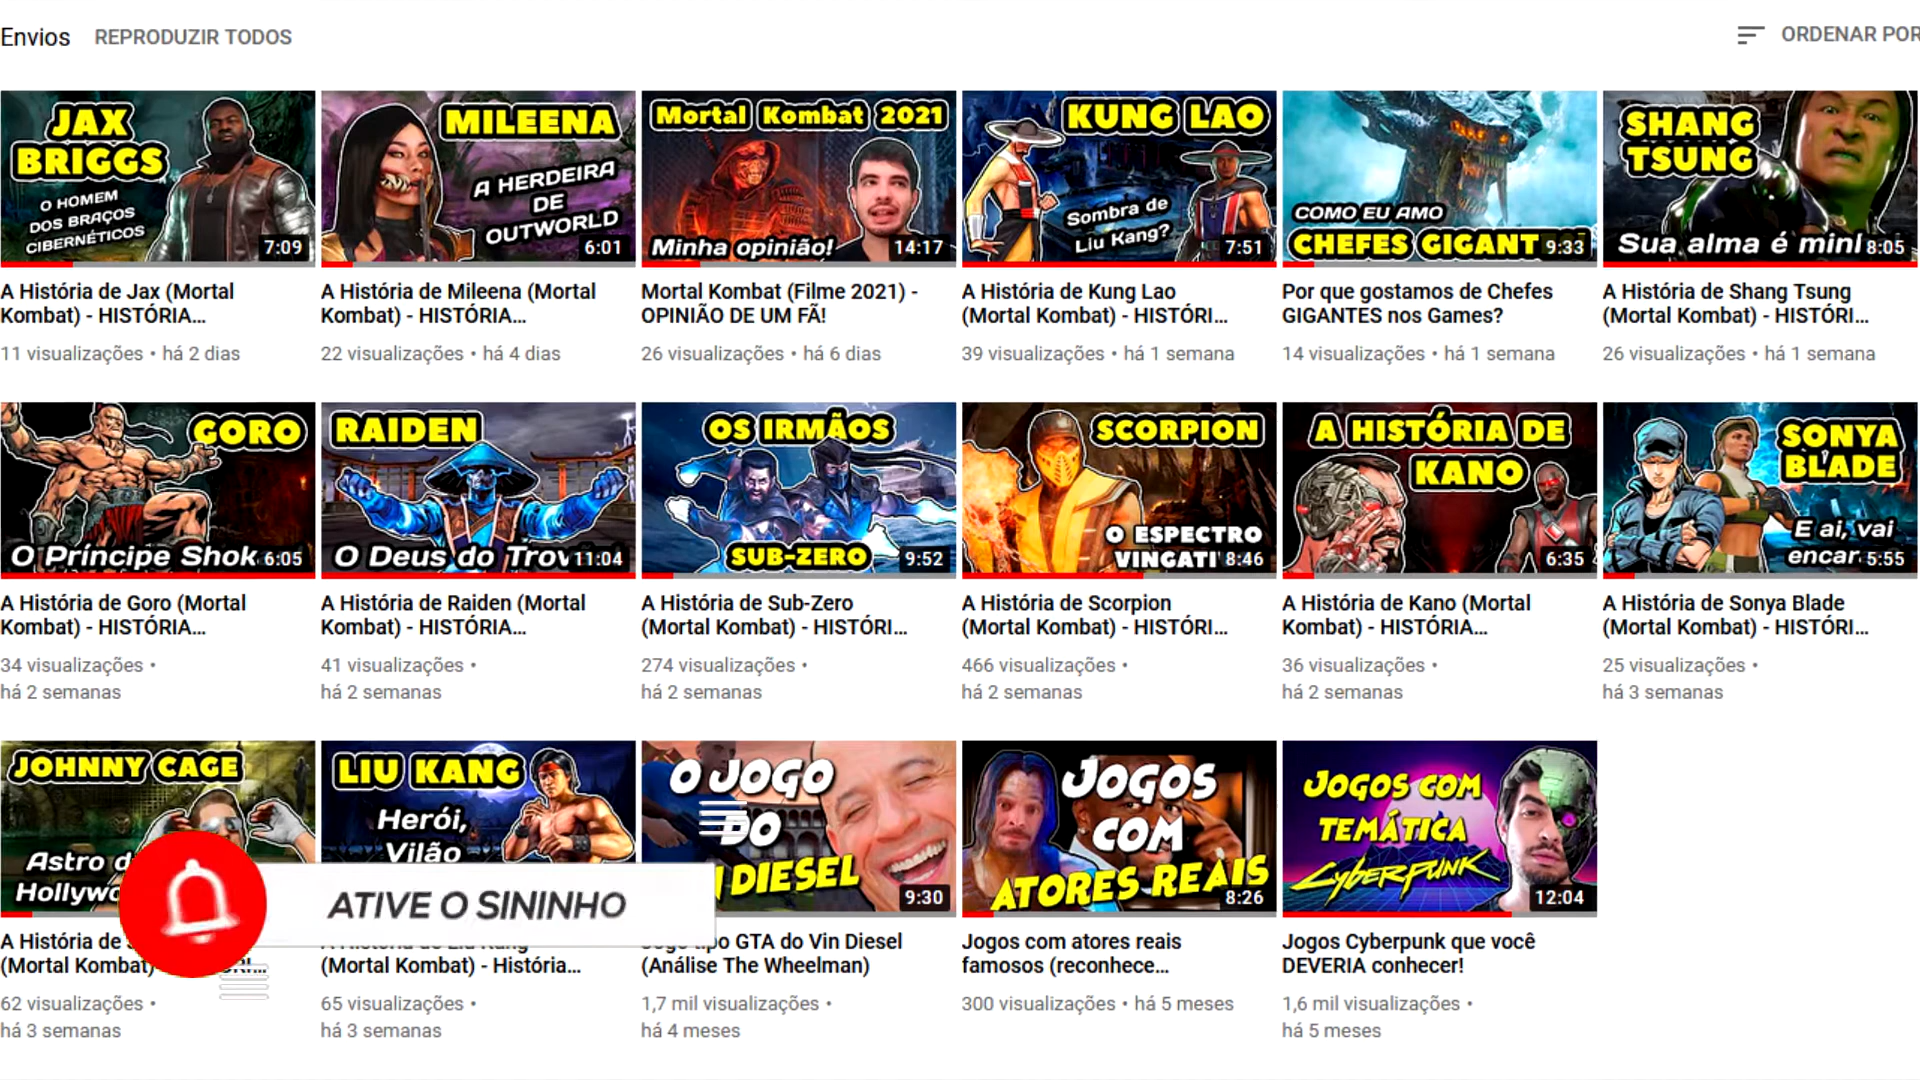 Envios
REPRODUZIR TODOS
ORDENAR POR
JAX
BRIGGS
O HOMEM
DOS BRAÇOS
CIBERNÉTICOS
7:09
MILEENA
A HERDEIRA
DE
OUTWORLD
6:01
Mortal Kombat 2021
Minha opinião!
14:17
KUNG LAO
Sombra de
Liu Kang?
7:51
COMO EU AMO
CHEFES GIGANT
9:33
SHANG
TSUNG
Sua alma é min
8:05
A História de Jax (Mortal
Kombat) - HISTÓRIA...
11 visualizações • há 2 dias
A História de Mileena (Mortal
Kombat) - HISTÓRIA...
22 visualizações • há 4 dias
Mortal Kombat (Filme 2021) -
OPINIÃO DE UM FÃ!
26 visualizações • há 6 dias
A História de Kung Lao
(Mortal Kombat) - HISTÓRI...
39 visualizações • há 1 semana
Por que gostamos de Chefes
GIGANTES nos Games?
14 visualizações • há 1 semana
A História de Shang Tsung
(Mortal Kombat) - HISTÓRI...
26 visualizações • há 1 semana
GORO
O Príncipe Shok
6:05
RAIDEN
O Deus do Trov
11:04
OS IRMÃOS
SUB-ZERO
9:52
SCORPION
O ESPECTRO
VINGATI
8:46
A HISTÓRIA DE
KANO
6:35
SONYA
BLADE
E ai, vai
encar
5:55
A História de Goro (Mortal
Kombat) - HISTÓRIA...
34 visualizações •
há 2 semanas
A História de Raiden (Mortal
Kombat) - HISTÓRIA...
41 visualizações •
há 2 semanas
A História de Sub-Zero
(Mortal Kombat) - HISTÓRI...
274 visualizações •
há 2 semanas
A História de Scorpion
(Mortal Kombat) - HISTÓRI...
466 visualizações •
há 2 semanas
A História de Kano (Mortal
Kombat) - HISTÓRIA...
36 visualizações •
há 2 semanas
A História de Sonya Blade
(Mortal Kombat) - HISTÓRI...
25 visualizações •
há 3 semanas
JOHNNY CAGE
Astro d
Hollywo
LIU KANG
Herói,
Vilão
O JOGO
DO
DIESEL
9:30
JOGOS
COM
ATORES REAIS
8:26
JOGOS COM
TEMÁTICA
CYBERPUNK
12:04
ATIVE O SININHO
A História de
(Mortal Kombat)
62 visualizações •
há 3 semanas
(Mortal Kombat) - História...
65 visualizações •
há 3 semanas
tipo GTA do Vin Diesel
(Análise The Wheelman)
1,7 mil visualizações •
há 4 meses
Jogos com atores reais
famosos (reconhece...
300 visualizações • há 5 meses
Jogos Cyberpunk que você
DEVERIA conhecer!
1,6 mil visualizações •
há 5 meses